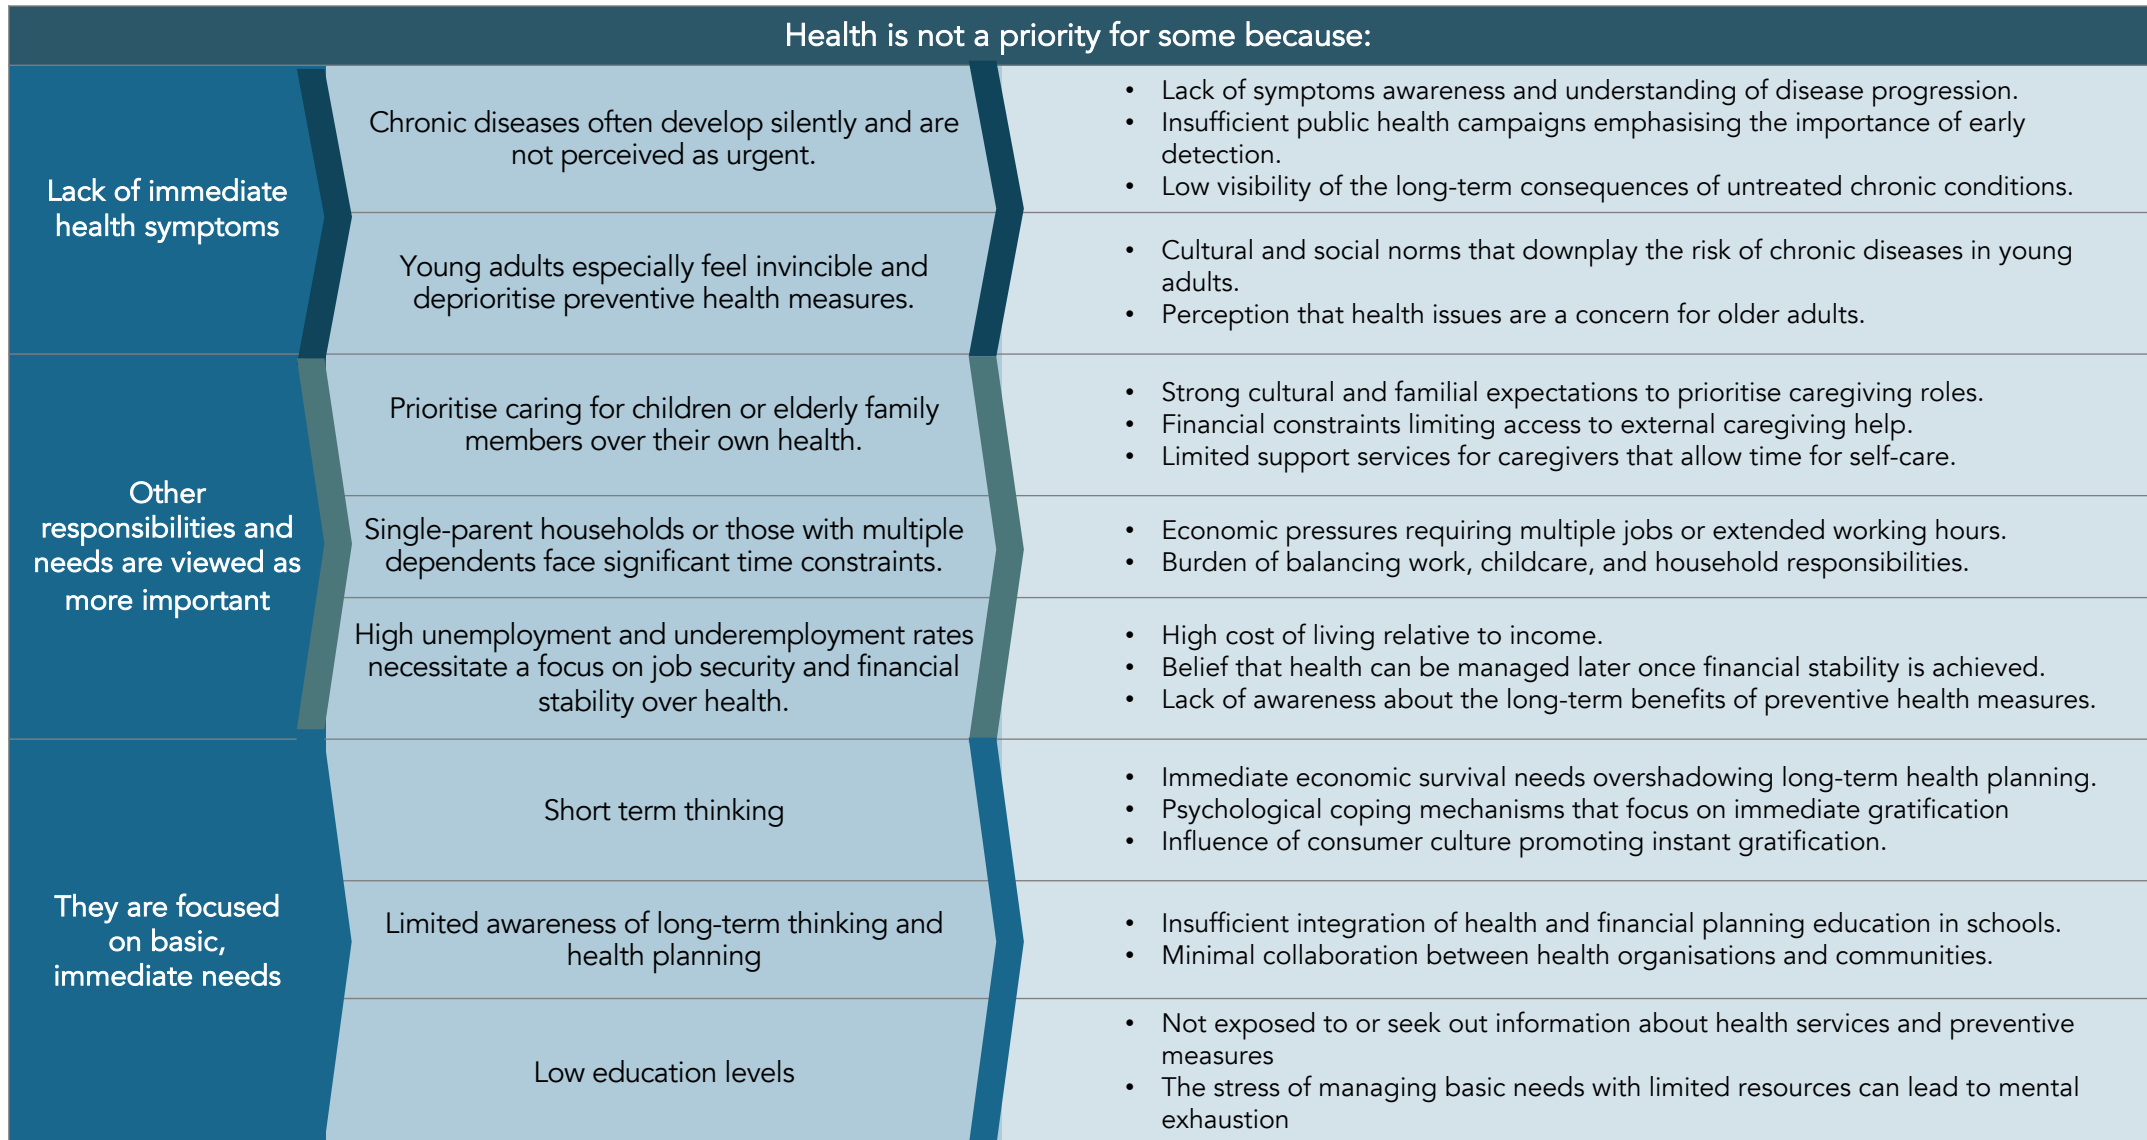 Health is not a priority for some because:
Lack of immediate
health symptoms
Chronic diseases often develop silently and are
not perceived as urgent.
• Lack of symptoms awareness and understanding of disease progression.
• Insufficient public health campaigns emphasising the importance of early
detection.
• Low visibility of the long-term consequences of untreated chronic conditions.
Young adults especially feel invincible and
deprioritise preventive health measures.
• Cultural and social norms that downplay the risk of chronic diseases in young
adults.
• Perception that health issues are a concern for older adults.
Other
responsibilities and
needs are viewed as
more important
Prioritise caring for children or elderly family
members over their own health.
• Strong cultural and familial expectations to prioritise caregiving roles.
• Financial constraints limiting access to external caregiving help.
• Limited support services for caregivers that allow time for self-care.
Single-parent households or those with multiple
dependents face significant time constraints.
• Economic pressures requiring multiple jobs or extended working hours.
• Burden of balancing work, childcare, and household responsibilities.
High unemployment and underemployment rates
necessitate a focus on job security and financial
stability over health.
• High cost of living relative to income.
• Belief that health can be managed later once financial stability is achieved.
• Lack of awareness about the long-term benefits of preventive health measures.
They are focused
on basic,
immediate needs
Short term thinking
• Immediate economic survival needs overshadowing long-term health planning.
• Psychological coping mechanisms that focus on immediate gratification
• Influence of consumer culture promoting instant gratification.
Limited awareness of long-term thinking and
health planning
• Insufficient integration of health and financial planning education in schools.
• Minimal collaboration between health organisations and communities.
Low education levels
• Not exposed to or seek out information about health services and preventive
measures
• The stress of managing basic needs with limited resources can lead to mental
exhaustion